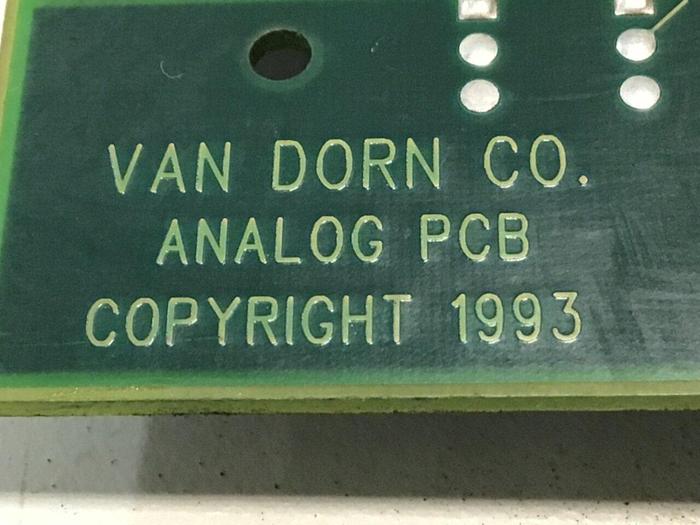 VAN DORN CO.
ANALOG PCB
COPYRIGHT 1993